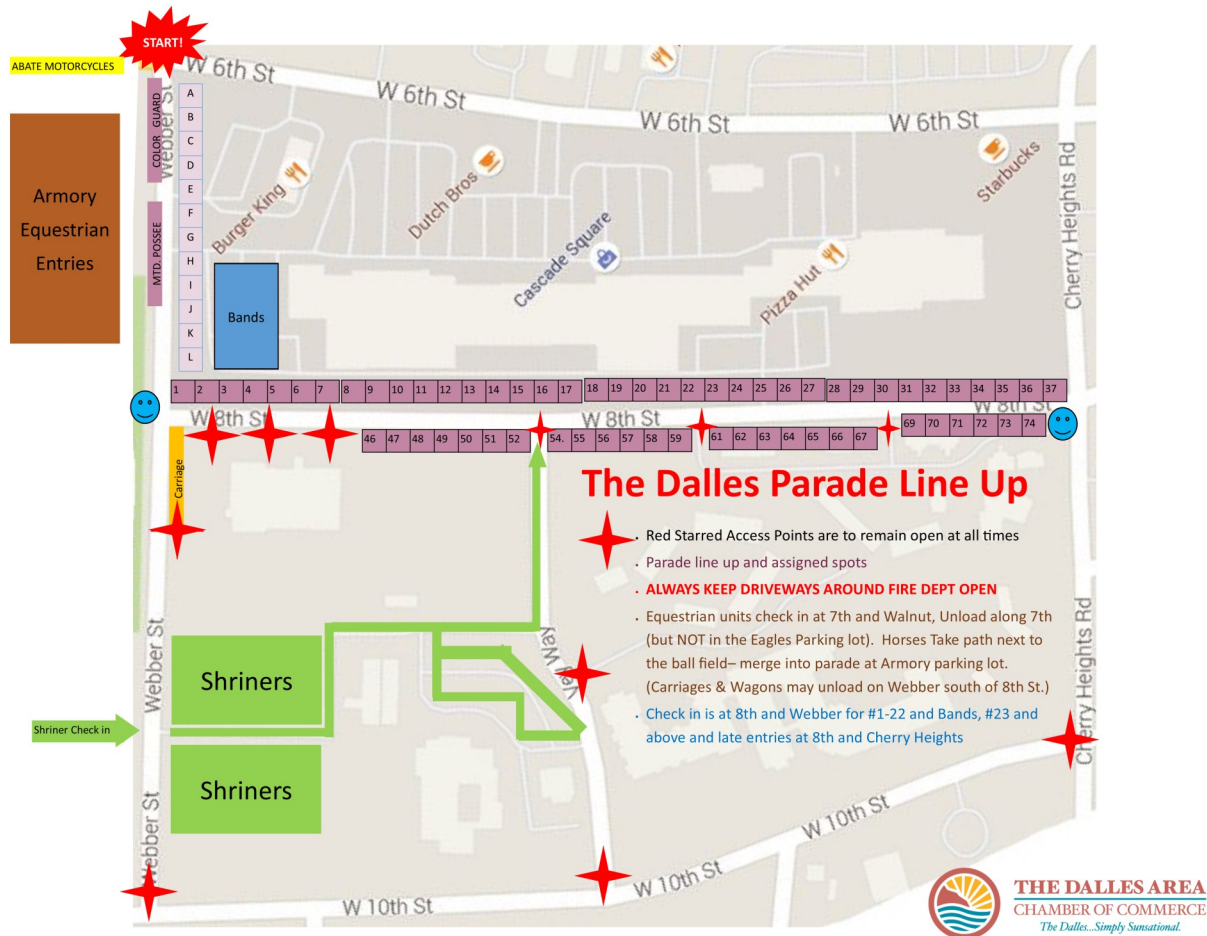 START!
ABATE MOTORCYCLES
W 6th St
W 6th St
W 6th St
W 6th St
COLOR GUARD
Webber St
A
B
C
D
E
F
G
H
I
J
K
L
MTD. POSSEE
Armory
Equestrian
Entries
Burger King
Dutch Bros
Cascade Square
Pizza Hut
Starbucks
Cherry Heights Rd
Bands
1 2 3 4 5 6 7 8 9 10 11 12 13 14 15 16 17 18 19 20 21 22 23 24 25 26 27 28 29 30 31 32 33 34 35 36 37
W 8th St
W 8th St
W 8th St
46 47 48 49 50 51 52 54. 55 56 57 58 59 61 62 63 64 65 66 67 69 70 71 72 73 74
Carriage
The Dalles Parade Line Up
• Red Starred Access Points are to remain open at all times
• Parade line up and assigned spots
• ALWAYS KEEP DRIVEWAYS AROUND FIRE DEPT OPEN
• Equestrian units check in at 7th and Walnut, Unload along 7th
(but NOT in the Eagles Parking lot). Horses Take path next to
the ball field– merge into parade at Armory parking lot.
(Carriages & Wagons may unload on Webber south of 8th St.)
• Check in is at 8th and Webber for #1-22 and Bands, #23 and
above and late entries at 8th and Cherry Heights
Webber St
Shriners
Shriner Check in
Shriners
Webber St
Vey Way
Cherry Heights Rd
W 10th St
W 10th St
W 10th St
THE DALLES AREA
CHAMBER OF COMMERCE
The Dalles...Simply Sunsational.